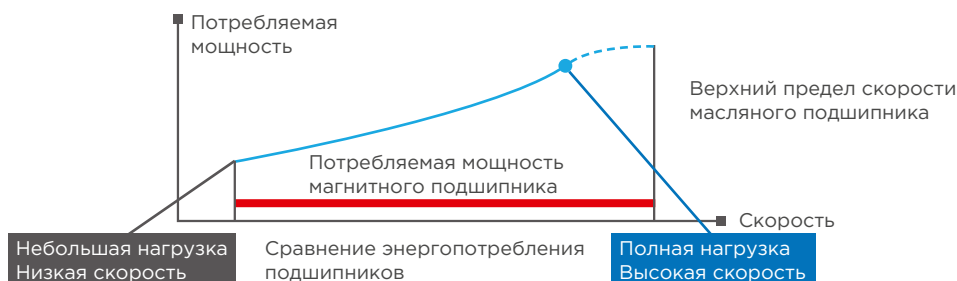 Потребляемая
мощность
Верхний предел скорости
масляного подшипника
Потребляемая мощность
магнитного подшипника
Скорость
Небольшая нагрузка
Низкая скорость
Сравнение энергопотребления
подшипников
Полная нагрузка
Высокая скорость